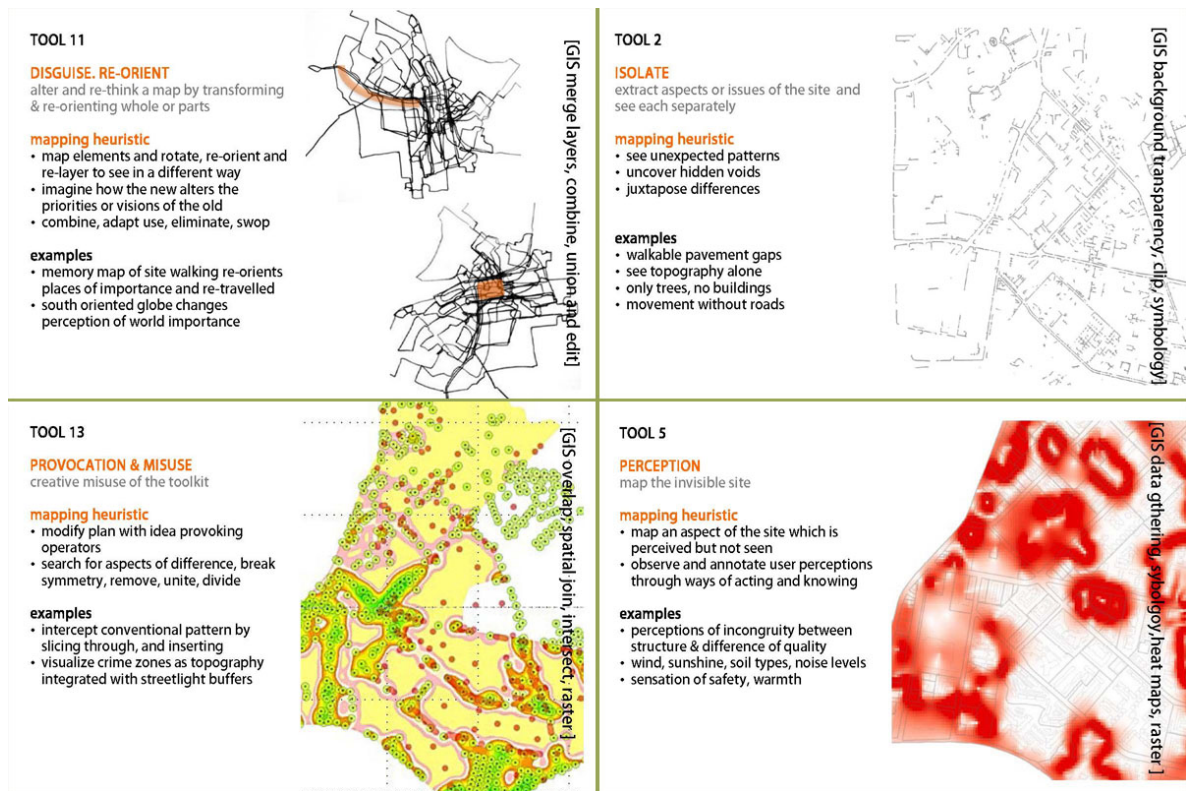 TOOL 11
DISGUISE. RE-ORIENT
alter and re-think a map by transforming
& re-orienting whole or parts
mapping heuristic
• map elements and rotate, re-orient and
re-layer to see in a different way
• imagine how the new alters the
priorities or visions of the old
• combine, adapt use, eliminate, swop
examples
• memory map of site walking re-orients
places of importance and re-travelled
• south oriented globe changes
perception of world importance
[GIS merge layers, combine, union and edit]
TOOL 2
ISOLATE
extract aspects or issues of the site and
see each separately
mapping heuristic
• see unexpected patterns
• uncover hidden voids
• juxtapose differences
examples
• walkable pavement gaps
• see topography alone
• only trees, no buildings
• movement without roads
[GIS background transparency, clip, symbology]
TOOL 13
PROVOCATION & MISUSE
creative misuse of the toolkit
mapping heuristic
• modify plan with idea provoking
operators
• search for aspects of difference, break
symmetry, remove, unite, divide
examples
• intercept conventional pattern by
slicing through, and inserting
• visualize crime zones as topography
integrated with streetlight buffers
[GIS overlap, spatial join, intersect, raster]
TOOL 5
PERCEPTION
map the invisible site
mapping heuristic
• map an aspect of the site which is
perceived but not seen
• observe and annotate user perceptions
through ways of acting and knowing
examples
• perceptions of incongruity between
structure & difference of quality
• wind, sunshine, soil types, noise levels
• sensation of safety, warmth
[GIS data gthering, sybolgoy,heat maps, raster ]